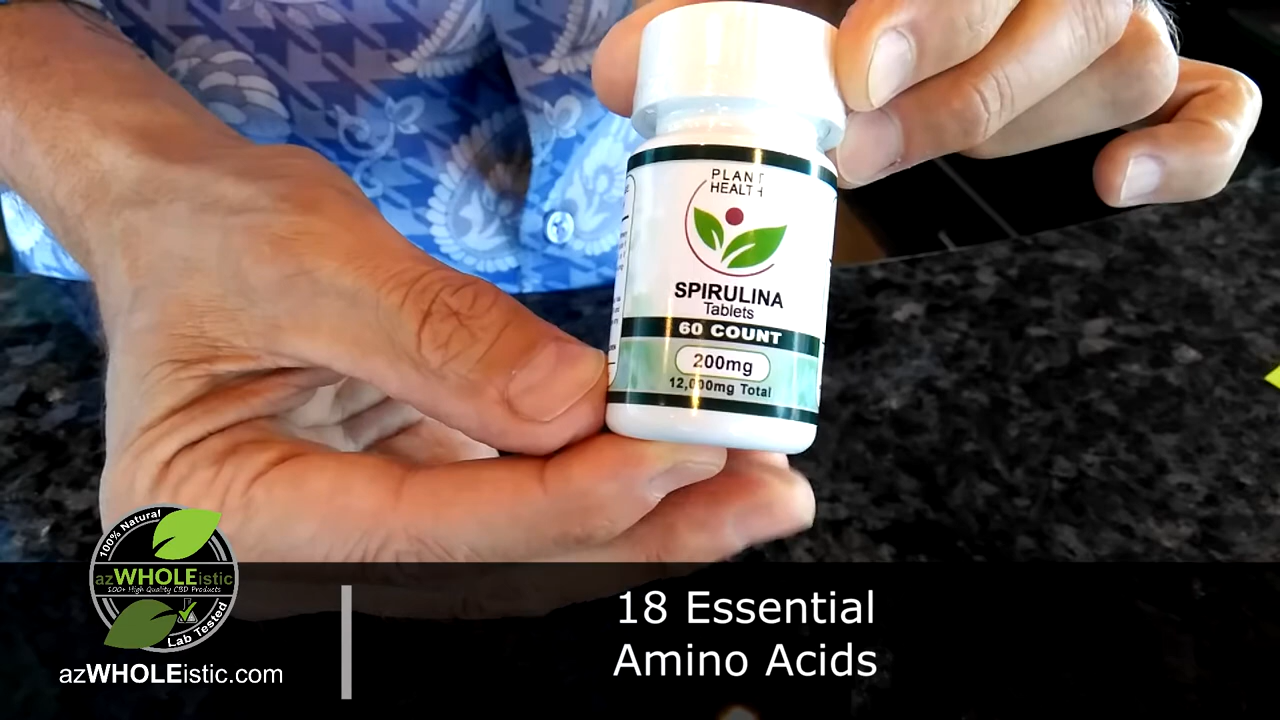 PLANT
HEALTH
SPIRULINA
Tablets
60 COUNT
200mg
12,000mg Total
100% Natural
azWHOLEistic
100+ High Quality CBD Products
Lab Tested
azWHOLEistic.com
18 Essential
Amino Acids